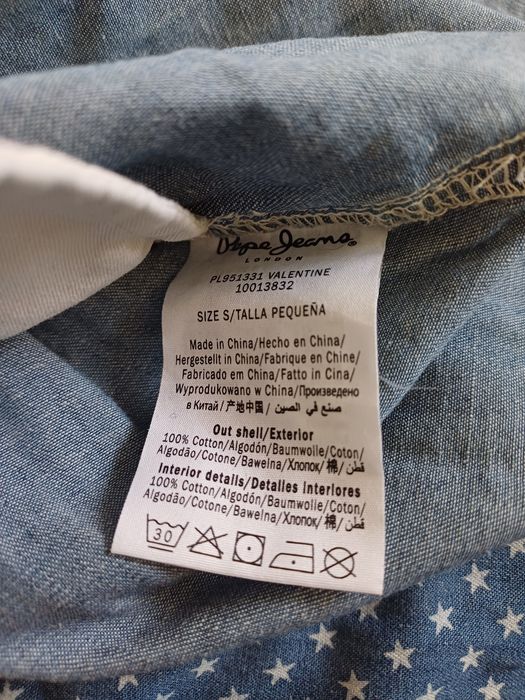 Pepe Jeans
LONDON
PL951331 VALENTINE
10013832
SIZE S/TALLA PEQUEÑA
Made in China/Hecho en China/
Hergestellt in China/Fabrique en Chine/
Fabricado em China/Fatto in Cina/
Wyprodukowano w China/Произведено
в Китай/产地中国/ صنع في الصين/
Out shell/Exterior
100% Cotton/Algodón/Baumwolle/Coton/
Algodão/Cotone/Bawelna/Хлопок/棉/قطن
Interior details/Detalles Interiores
100% Cotton/Algodón/Baumwolle/Coton/
Algodão/Cotone/Bawelna/Хлопок/棉/قطن
30